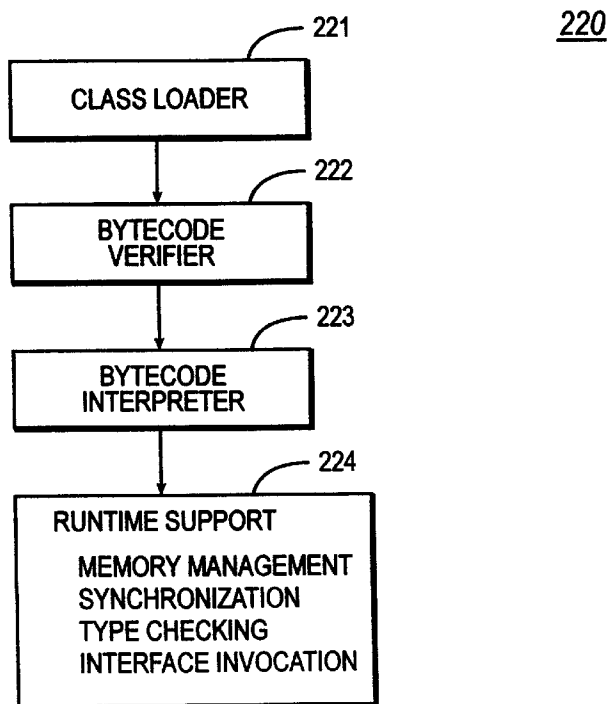 220
221
CLASS LOADER
222
BYTECODE
VERIFIER
223
BYTECODE
INTERPRETER
224
RUNTIME SUPPORT
MEMORY MANAGEMENT
SYNCHRONIZATION
TYPE CHECKING
INTERFACE INVOCATION